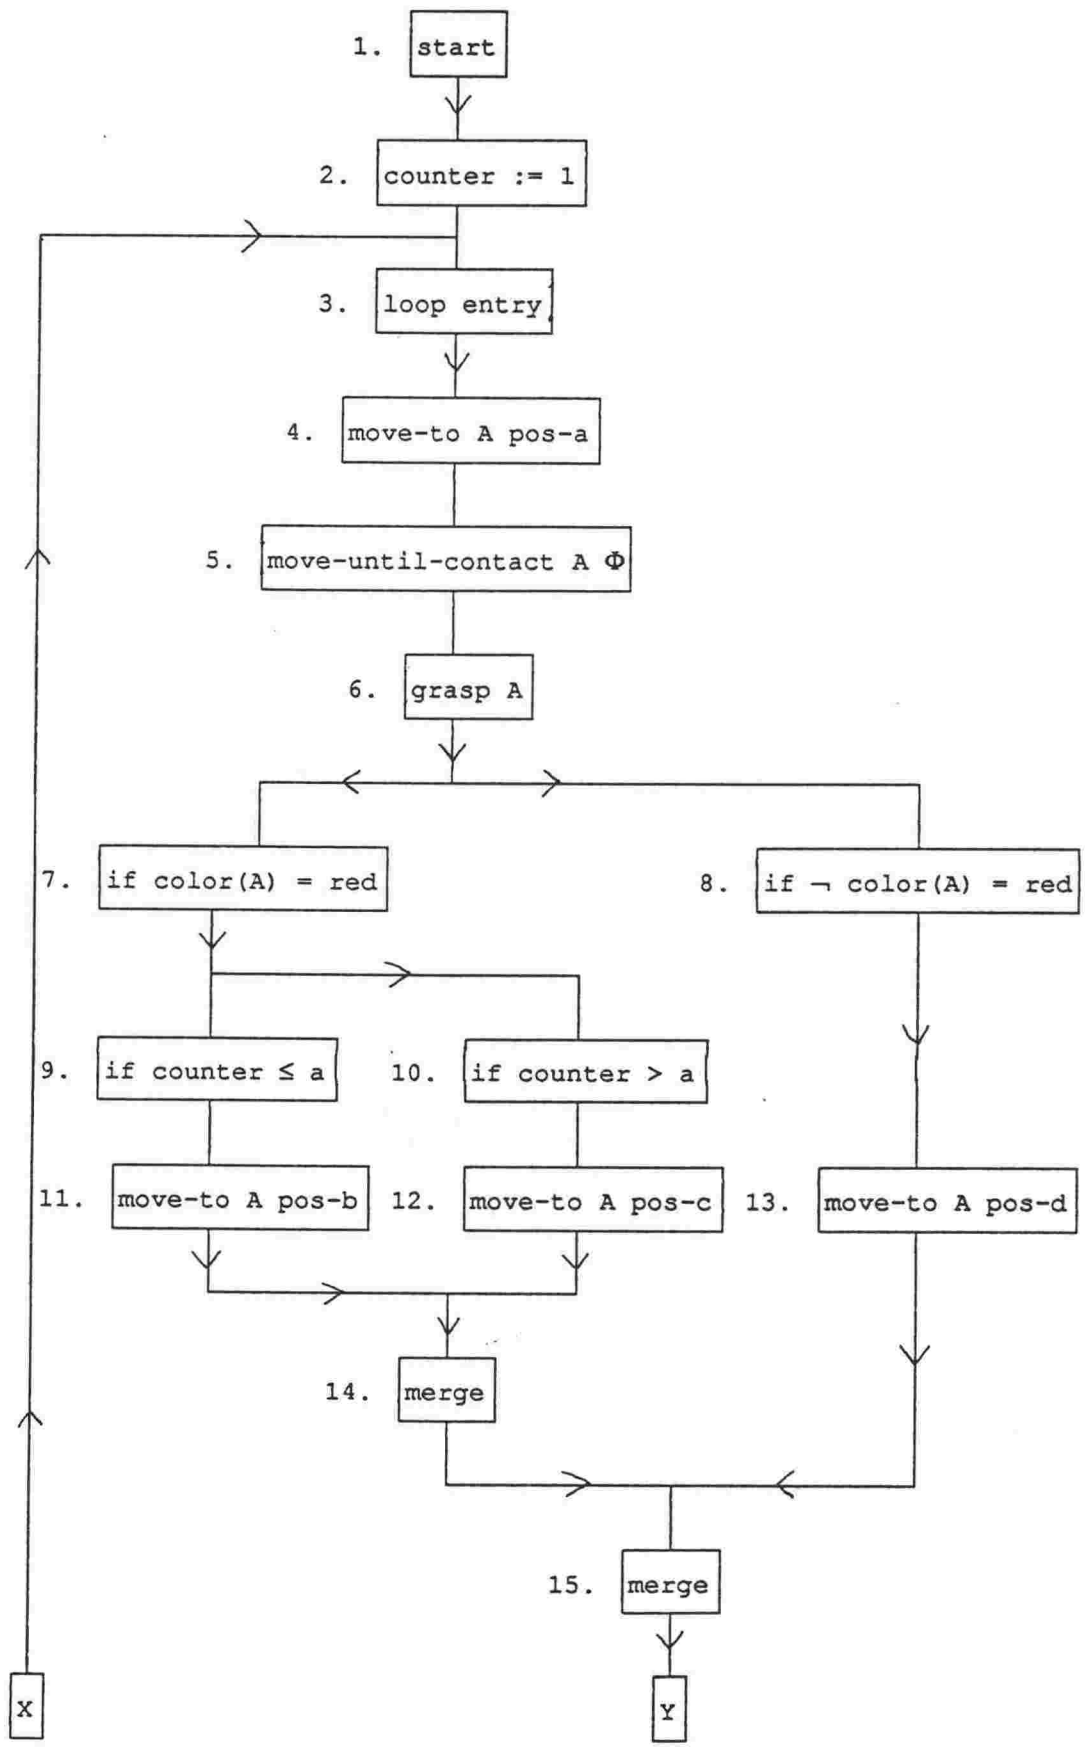 1. start
2. counter := 1
3. loop entry
4. move-to A pos-a
5. move-until-contact A Φ
6. grasp A
7. if color(A) = red
8. if ¬ color(A) = red
9. if counter ≤ a
10. if counter > a
11. move-to A pos-b
12. move-to A pos-c
13. move-to A pos-d
14. merge
15. merge
X
Y